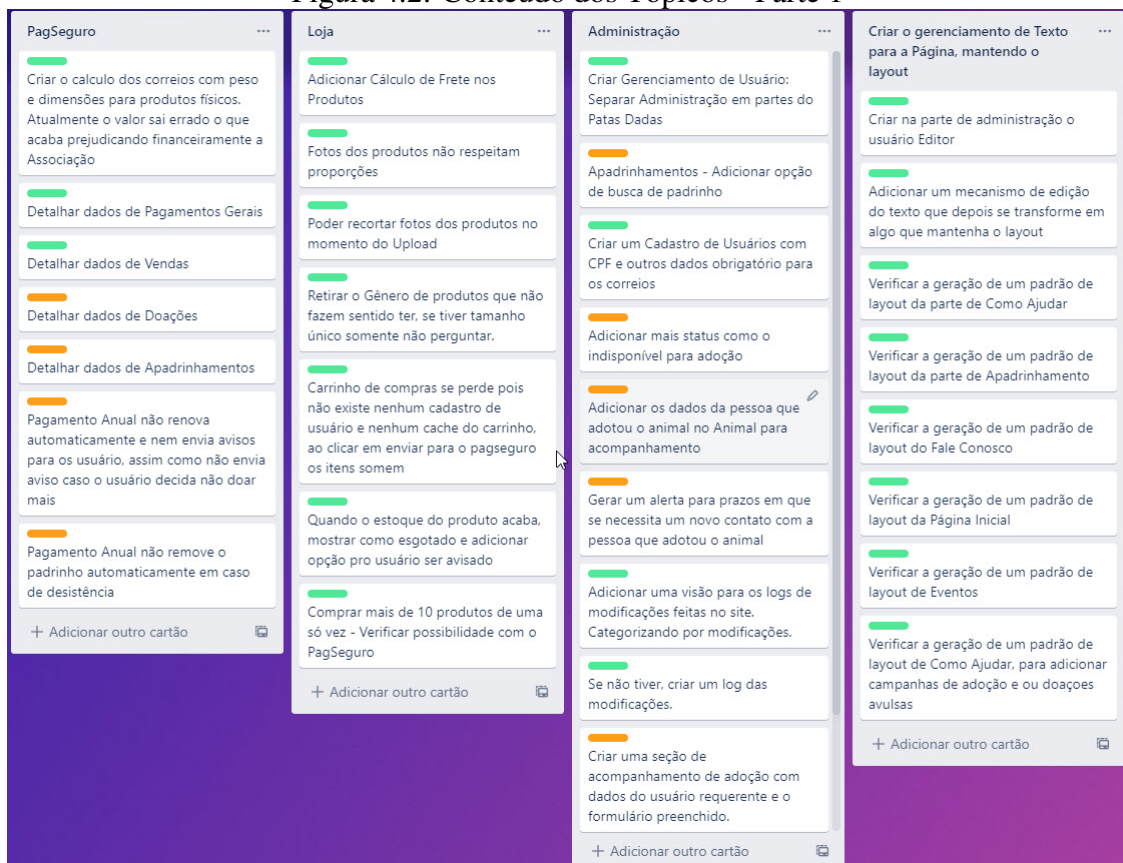 Figura 4.2: Conteúdo dos Tópicos - Parte 1
PagSeguro
Criar o calculo dos correios com peso
e dimensões para produtos físicos.
Atualmente o valor sai errado o que
acaba prejudicando financeiramente a
Associação
Detalhar dados de Pagamentos Gerais
Detalhar dados de Vendas
Detalhar dados de Doações
Detalhar dados de Apadrinhamentos
Pagamento Anual não renova
automaticamente e nem envia avisos
para os usuário, assim como não envia
aviso caso o usuário decida não doar
mais
Pagamento Anual não remove o
padrinho automaticamente em caso
de desistência
+ Adicionar outro cartão
Loja
Adicionar Cálculo de Frete nos
Produtos
Fotos dos produtos não respeitam
proporções
Poder recortar fotos dos produtos no
momento do Upload
Retirar o Gênero de produtos que não
fazem sentido ter, se tiver tamanho
único somente não perguntar.
Carrinho de compras se perde pois
não existe nenhum cadastro de
usuário e nenhum cache do carrinho,
ao clicar em enviar para o pagseguro
os itens somem
Quando o estoque do produto acaba,
mostrar como esgotado e adicionar
opção pro usuário ser avisado
Comprar mais de 10 produtos de uma
só vez - Verificar possibilidade com o
PagSeguro
+ Adicionar outro cartão
Administração
Criar Gerenciamento de Usuário:
Separar Administração em partes do
Patas Dadas
Apadrinhamentos - Adicionar opção
de busca de padrinho
Criar um Cadastro de Usuários com
CPF e outros dados obrigatório para
os correios
Adicionar mais status como o
indisponível para adoção
Adicionar os dados da pessoa que
adotou o animal no Animal para
acompanhamento
Gerar um alerta para prazos em que
se necessita um novo contato com a
pessoa que adotou o animal
Adicionar uma visão para os logs de
modificações feitas no site.
Categorizando por modificações.
Se não tiver, criar um log das
modificações.
Criar uma seção de
acompanhamento de adoção com
dados do usuário requerente e o
formulário preenchido.
+ Adicionar outro cartão
Criar o gerenciamento de Texto
para a Página, mantendo o
layout
Criar na parte de administração o
usuário Editor
Adicionar um mecanismo de edição
do texto que depois se transforme em
algo que mantenha o layout
Verificar a geração de um padrão de
layout da parte de Como Ajudar
Verificar a geração de um padrão de
layout da parte de Apadrinhamento
Verificar a geração de um padrão de
layout do Fale Conosco
Verificar a geração de um padrão de
layout da Página Inicial
Verificar a geração de um padrão de
layout de Eventos
Verificar a geração de um padrão de
layout de Como Ajudar, para adicionar
campanhas de adoção e ou doaçoes
avulsas
+ Adicionar outro cartão